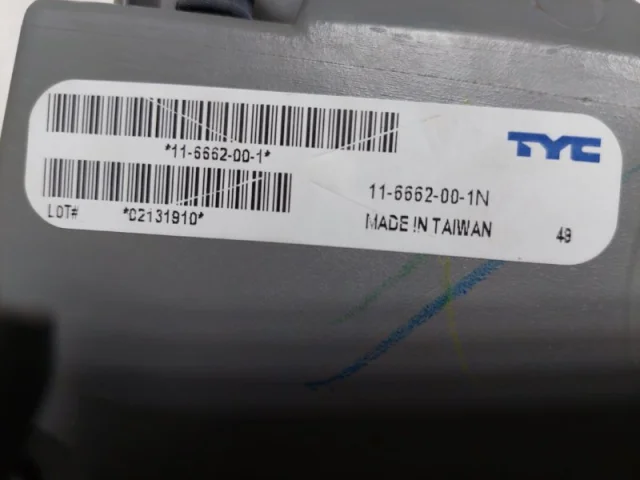 *11-6662-00-1*
TYC
11-6662-00-1N
LOT# *02131910*
MADE IN TAIWAN 49